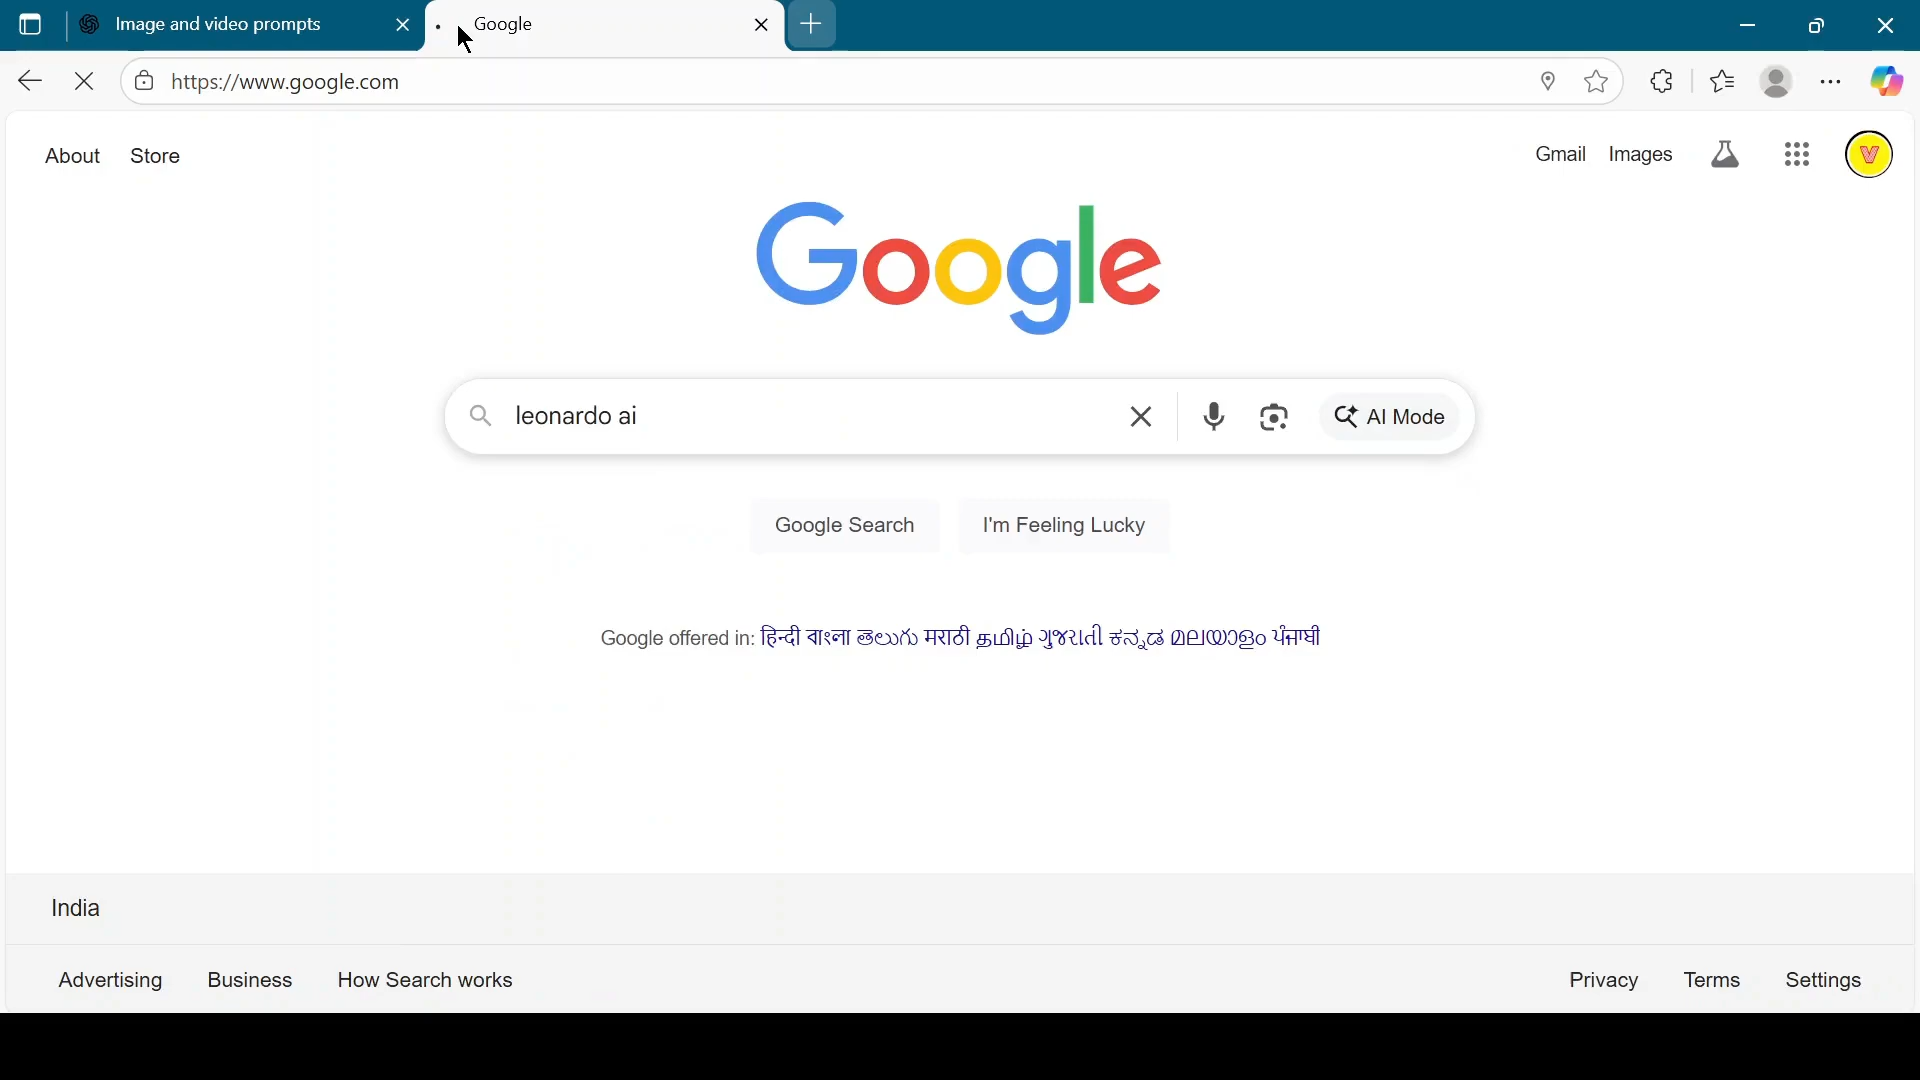 Image and video prompts
Google
https://www.google.com
About Store
Gmail Images
V
Google
leonardo ai
AI Mode
Google Search
I'm Feeling Lucky
Google offered in: हिन्दी বাংলা తెలుగు मराठी தமிழ் ગુજરાતી ಕನ್ನಡ മലയാളം ਪੰਜਾਬੀ
India
Advertising Business How Search works
Privacy Terms Settings